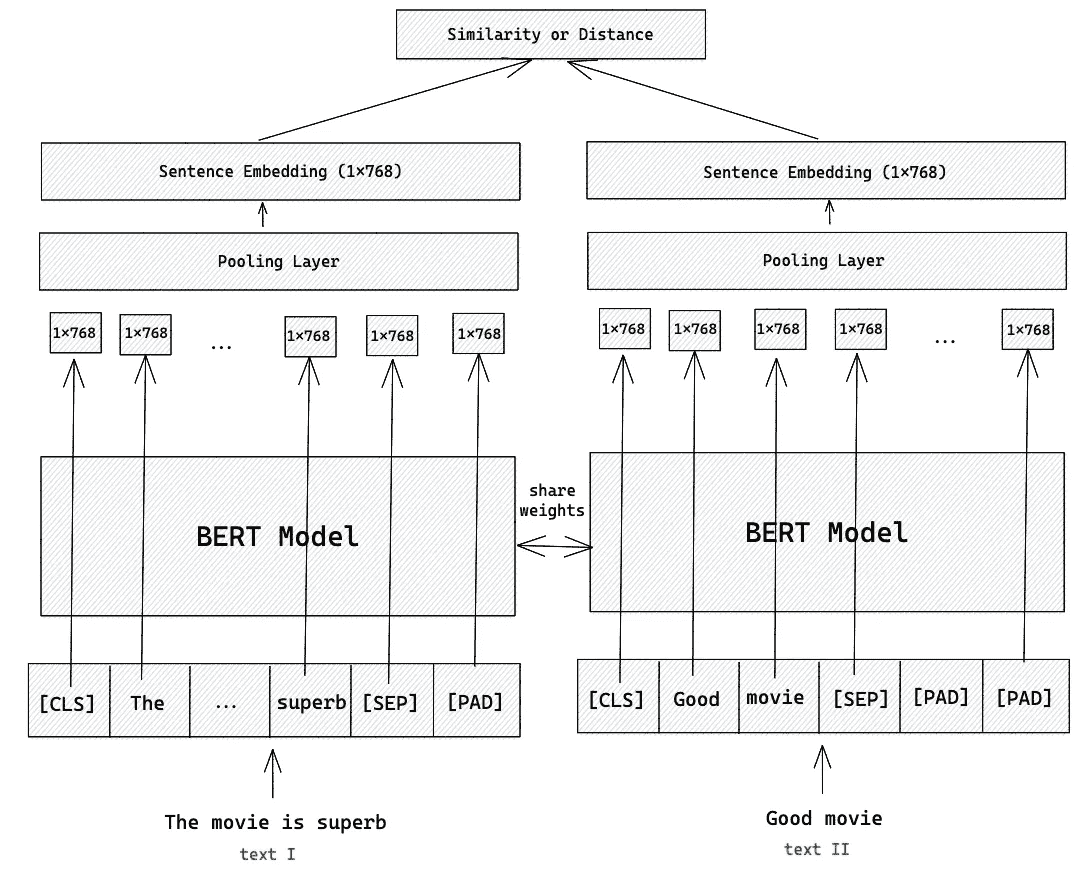 Similarity or Distance
Sentence Embedding (1×768)
Sentence Embedding (1×768)
Pooling Layer
Pooling Layer
1×768 1×768 ... 1×768 1×768 1×768
1×768 1×768 1×768 1×768 ... 1×768
share
weights
BERT Model
BERT Model
[CLS] The ... superb [SEP] [PAD]
[CLS] Good movie [SEP] [PAD] [PAD]
The movie is superb
text I
Good movie
text II